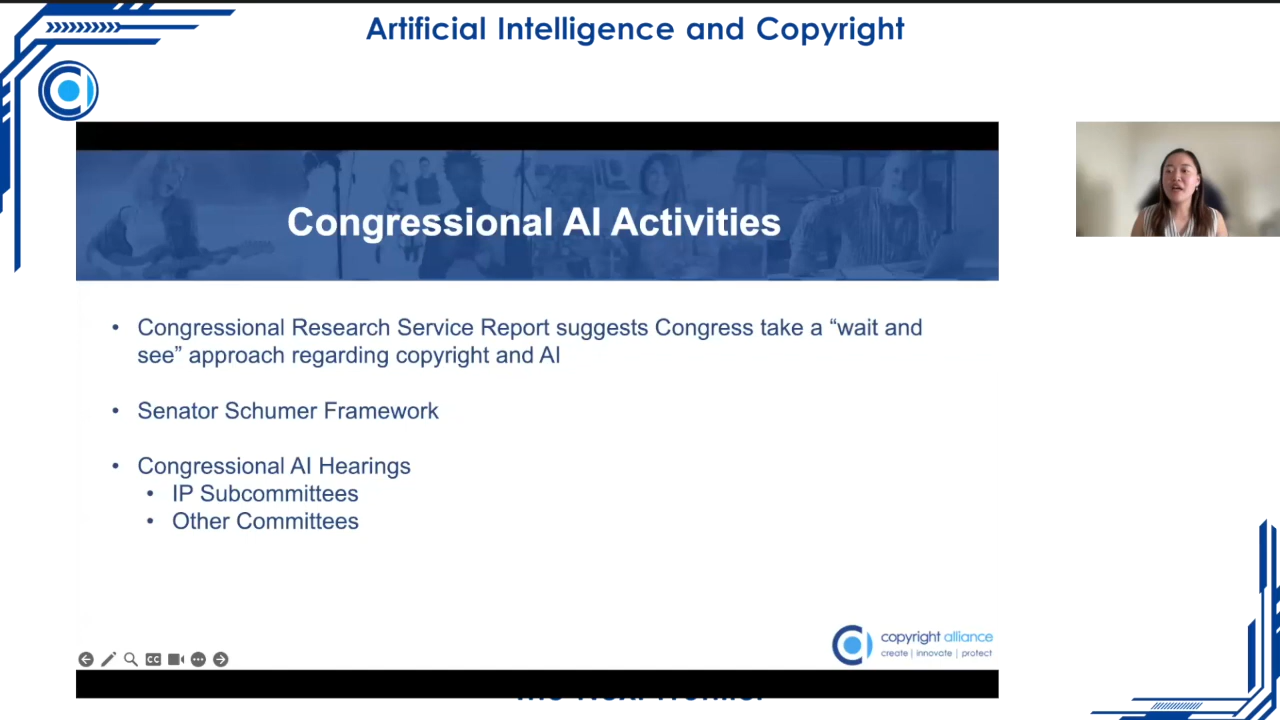 Artificial Intelligence and Copyright
Congressional AI Activities
• Congressional Research Service Report suggests Congress take a “wait and
see” approach regarding copyright and AI
• Senator Schumer Framework
• Congressional AI Hearings
• IP Subcommittees
• Other Committees
copyright alliance
create | innovate | protect
CC